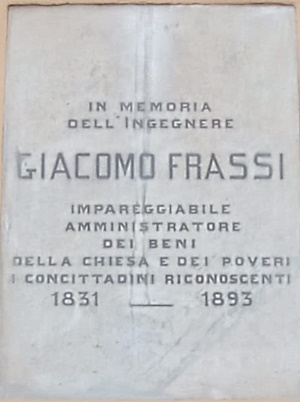 IN MEMORIA
DELL'INGEGNERE
GIACOMO FRASSI
IMPAREGGIABILE
AMMINISTRATORE
DEI BENI
DELLA CHIESA E DEI POVERI
I CONCITTADINI RICONOSCENTI
1831 — 1893